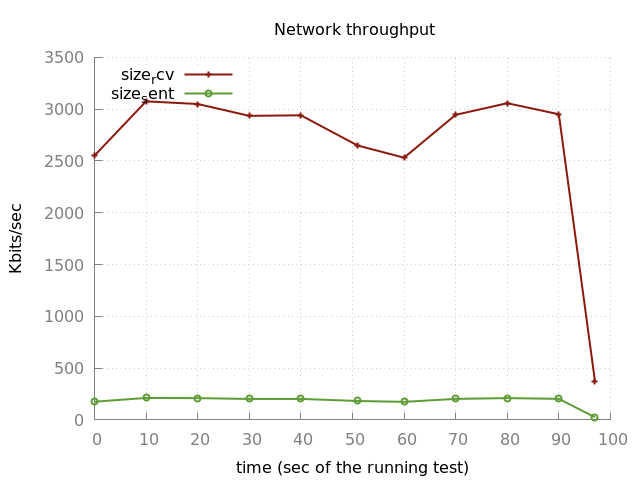 Network throughput
3500
3000
2500
2000
1500
1000
500
0
size_rcv
size_sent
Kbits/sec
0 10 20 30 40 50 60 70 80 90 100
time (sec of the running test)